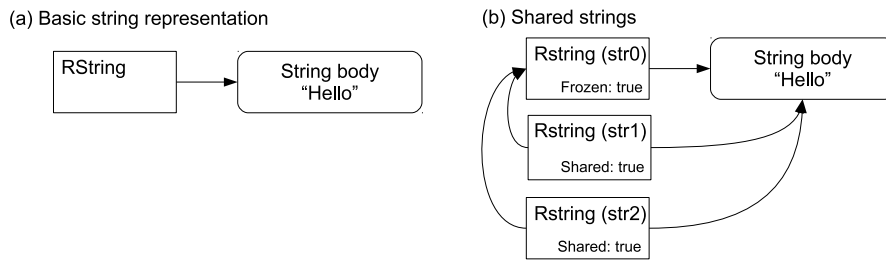 (a) Basic string representation
RString
String body
“Hello”
(b) Shared strings
Rstring (str0)
Frozen: true
String body
“Hello”
Rstring (str1)
Shared: true
Rstring (str2)
Shared: true